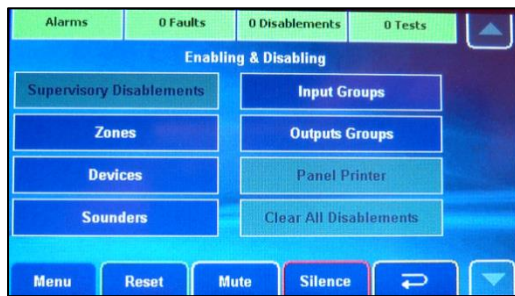 Alarms 0 Faults 0 Disablements 0 Tests
Enabling & Disabling
Supervisory Disablements Input Groups
Zones Outputs Groups
Devices Panel Printer
Sounders Clear All Disablements
Menu Reset Mute Silence